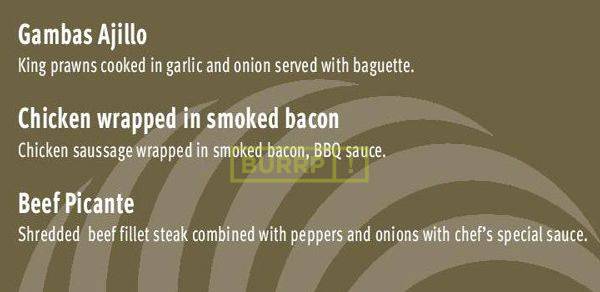 Gambas Ajillo
King prawns cooked in garlic and onion served with baguette.
Chicken wrapped in smoked bacon
Chicken saussage wrapped in smoked bacon, BBQ sauce.
BURRP!
Beef Picante
Shredded beef fillet steak combined with peppers and onions with chef's special sauce.